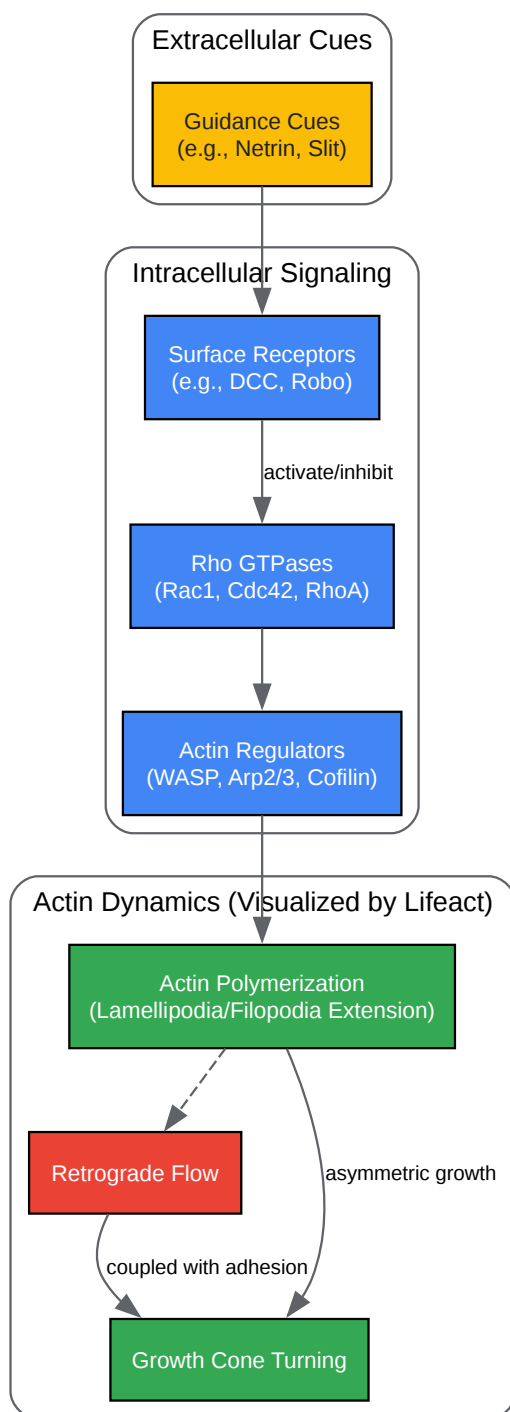 Extracellular Cues
Guidance Cues
(e.g., Netrin, Slit)
Intracellular Signaling
Surface Receptors
(e.g., DCC, Robo)
activate/inhibit
Rho GTPases
(Rac1, Cdc42, RhoA)
Actin Regulators
(WASP, Arp2/3, Cofilin)
Actin Dynamics (Visualized by Lifeact)
Actin Polymerization
(Lamellipodia/Filopodia Extension)
Retrograde Flow
asymmetric growth
coupled with adhesion
Growth Cone Turning